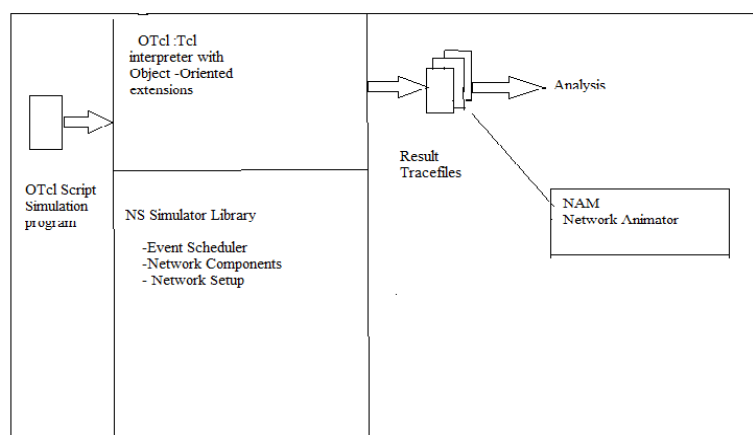 OTcl :Tcl
interpreter with
Object -Oriented
extensions
OTcl Script
Simulation
program
NS Simulator Library
-Event Scheduler
-Network Components
- Network Setup
Result
Tracefiles
Analysis
NAM
Network Animator